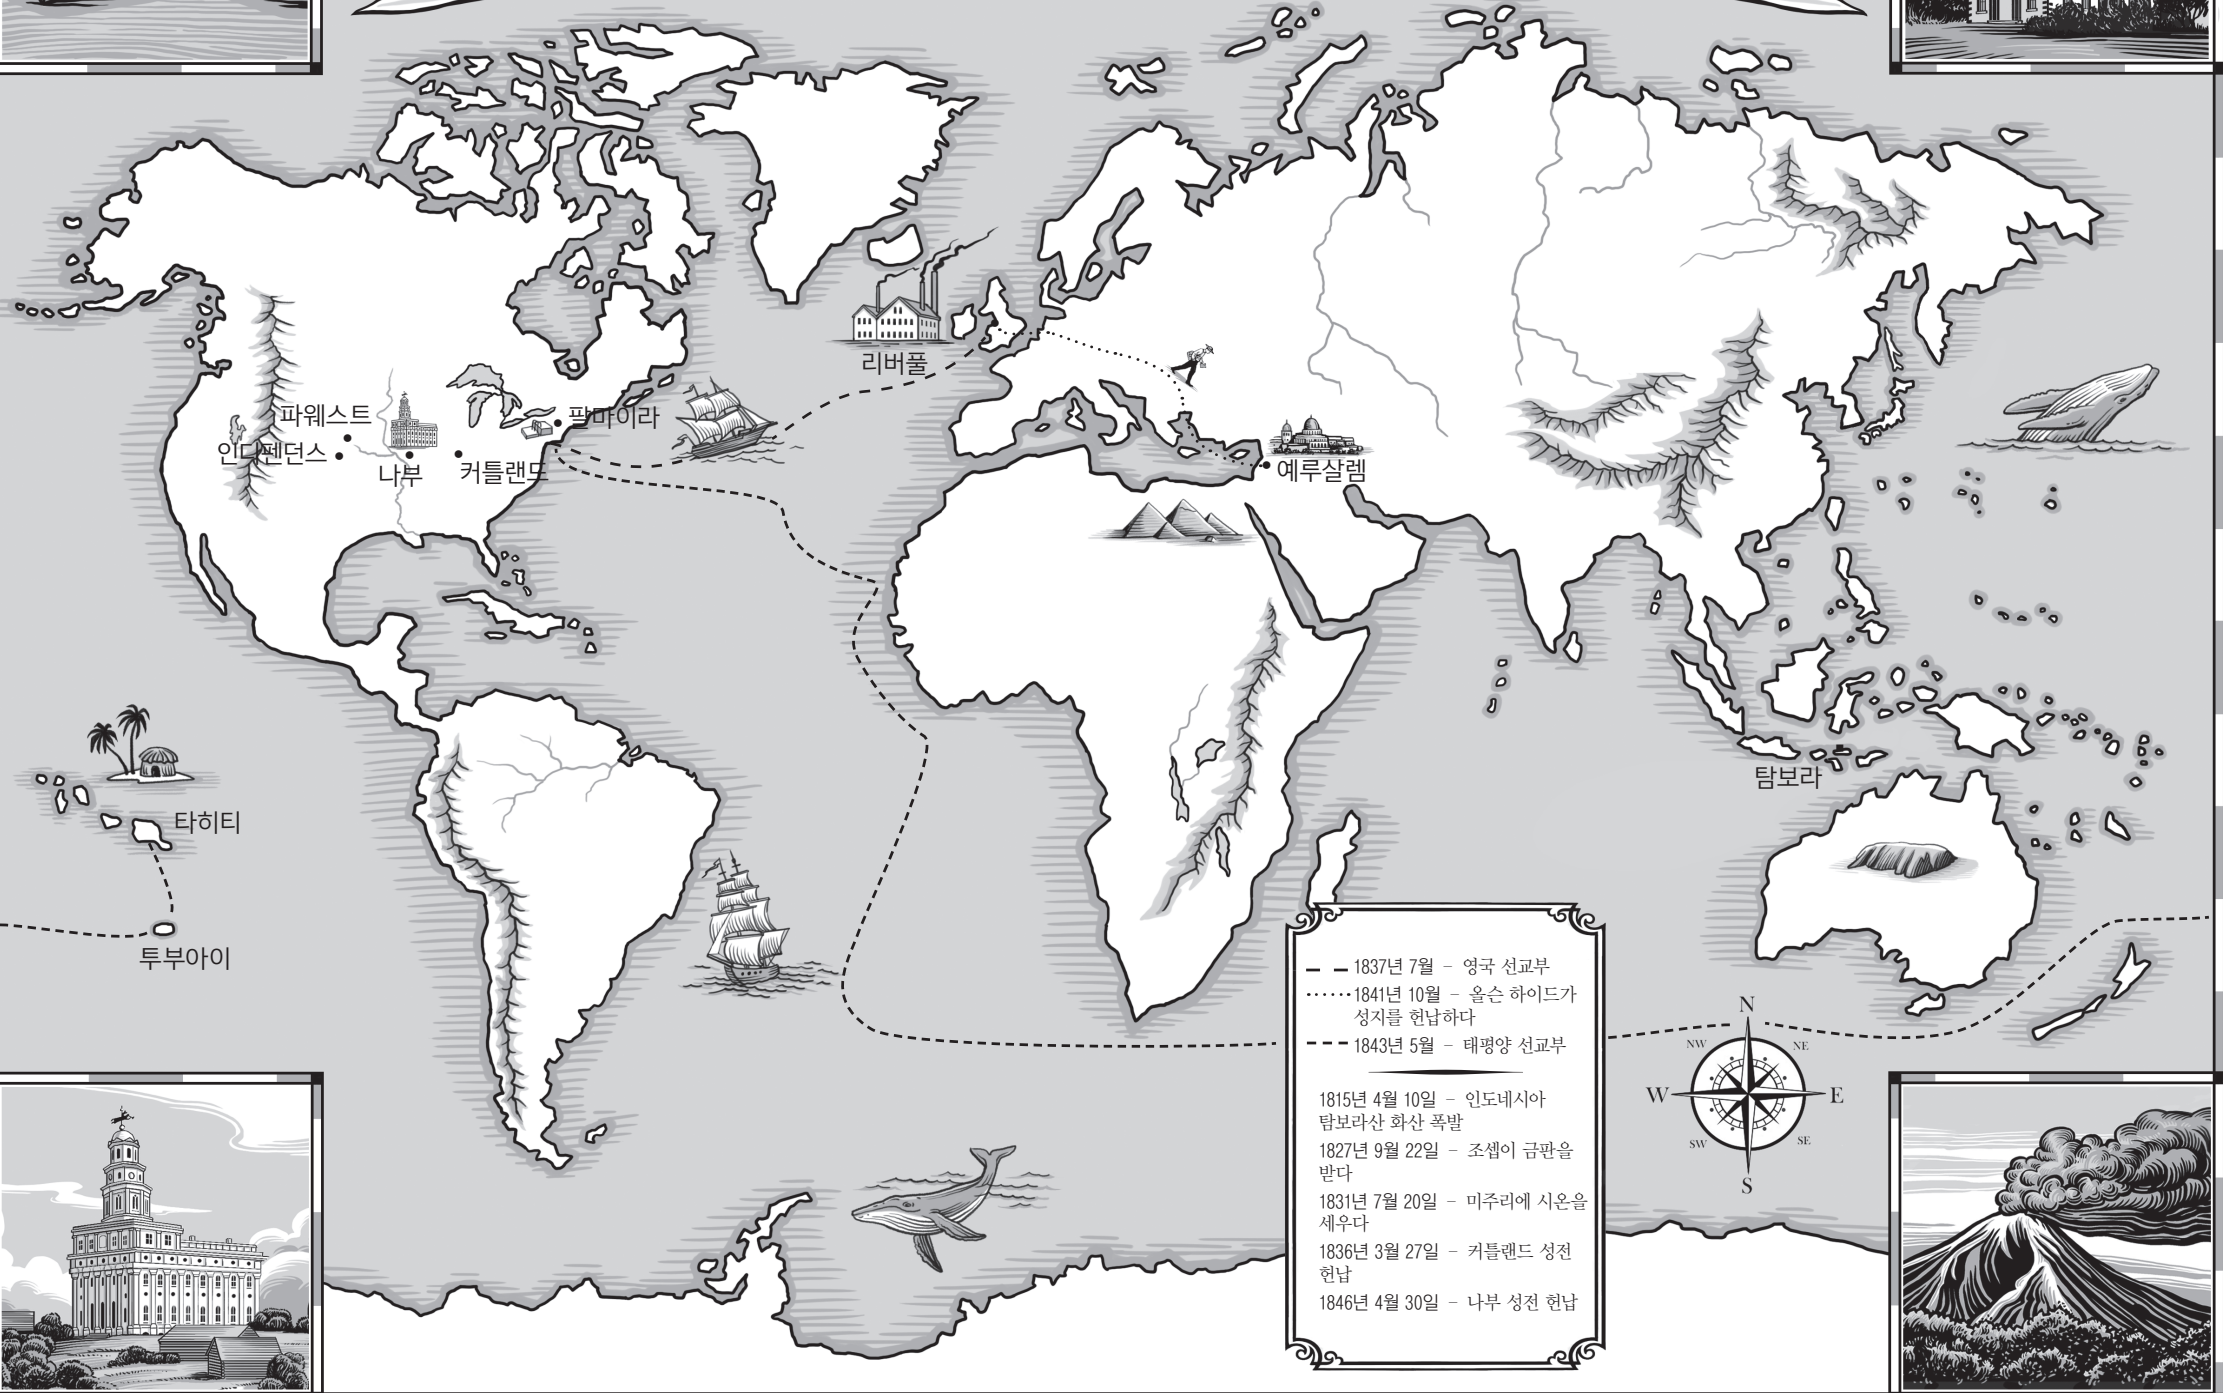 리버풀
파웨스트
팔마이라
인디펜던스
나부
커틀랜드
예루살렘
탐보라
타히티
투부아이
1837년 7월 – 영국 선교부
1841년 10월 – 올슨 하이드가
성지를 헌납하다
1843년 5월 – 태평양 선교부
1815년 4월 10일 – 인도네시아
탐보라산 화산 폭발
1827년 9월 22일 – 조셉이 금판을
받다
1831년 7월 20일 – 미주리에 시온을
세우다
1836년 3월 27일 – 커틀랜드 성전
헌납
1846년 4월 30일 – 나부 성전 헌납
N
NW
NE
W
E
SW
SE
S